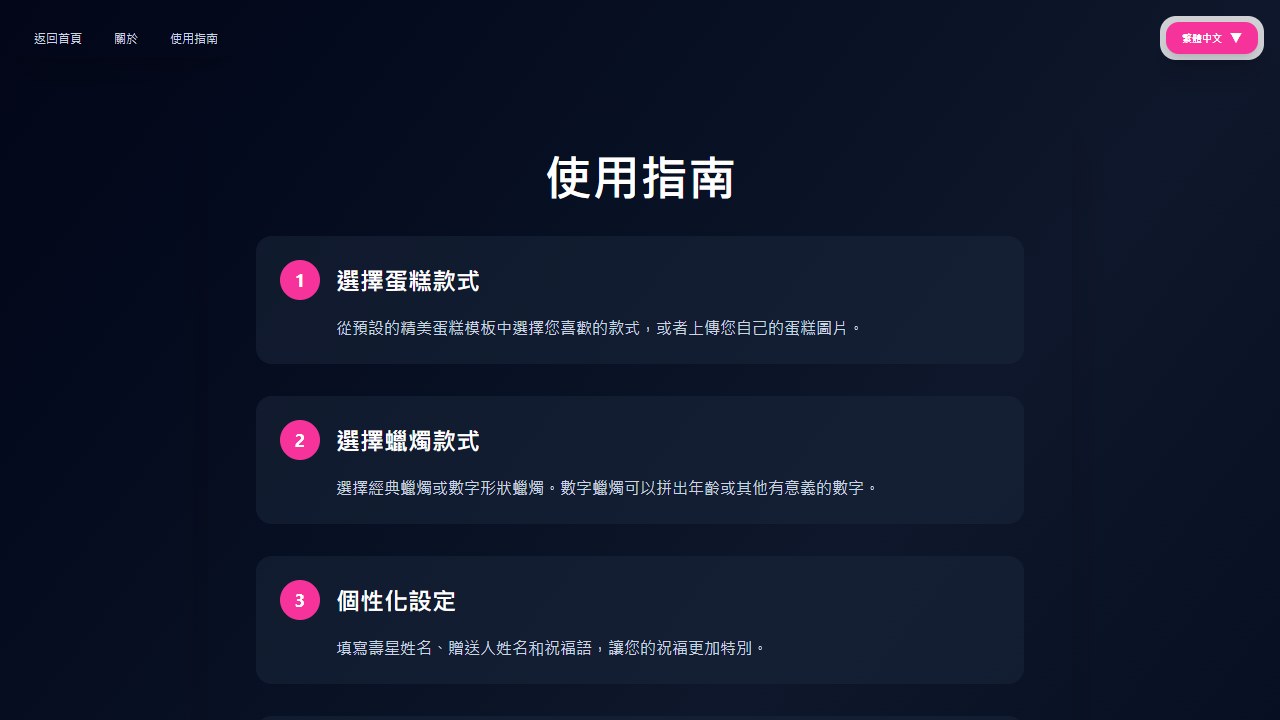 返回首頁 關於 使用指南
繁體中文 ▼
使用指南
1 選擇蛋糕款式
從預設的精美蛋糕模板中選擇您喜歡的款式，或者上傳您自己的蛋糕圖片。
2 選擇蠟燭款式
選擇經典蠟燭或數字形狀蠟燭。數字蠟燭可以拼出年齡或其他有意義的數字。
3 個性化設定
填寫壽星姓名、贈送人姓名和祝福語，讓您的祝福更加特別。